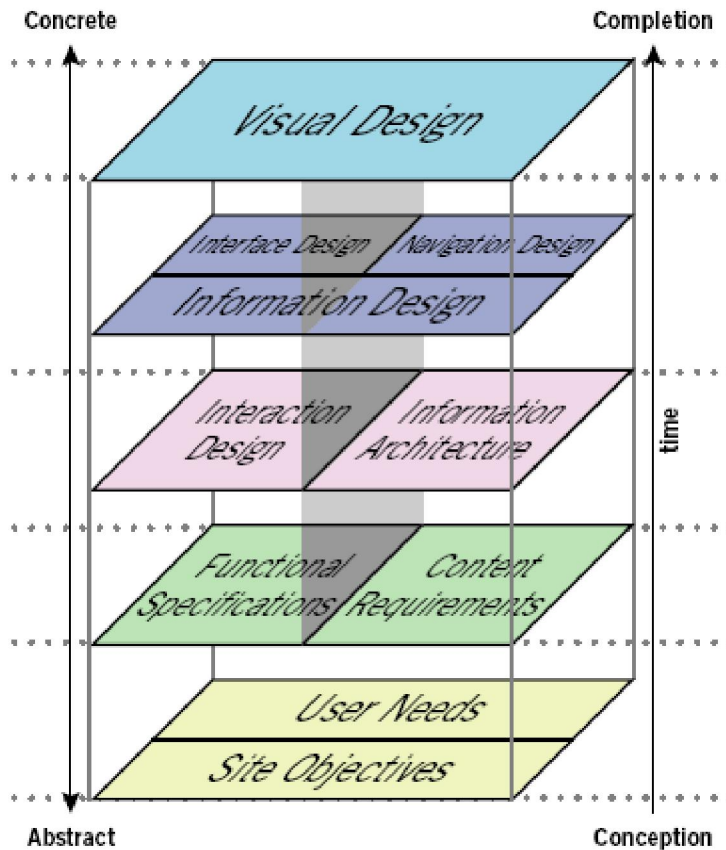 Concrete
Completion
Visual Design
Interface Design
Navigation Design
Information Design
Interaction
Design
Information
Architecture
time
Functional
Specifications
Content
Requirements
User Needs
Site Objectives
Abstract
Conception